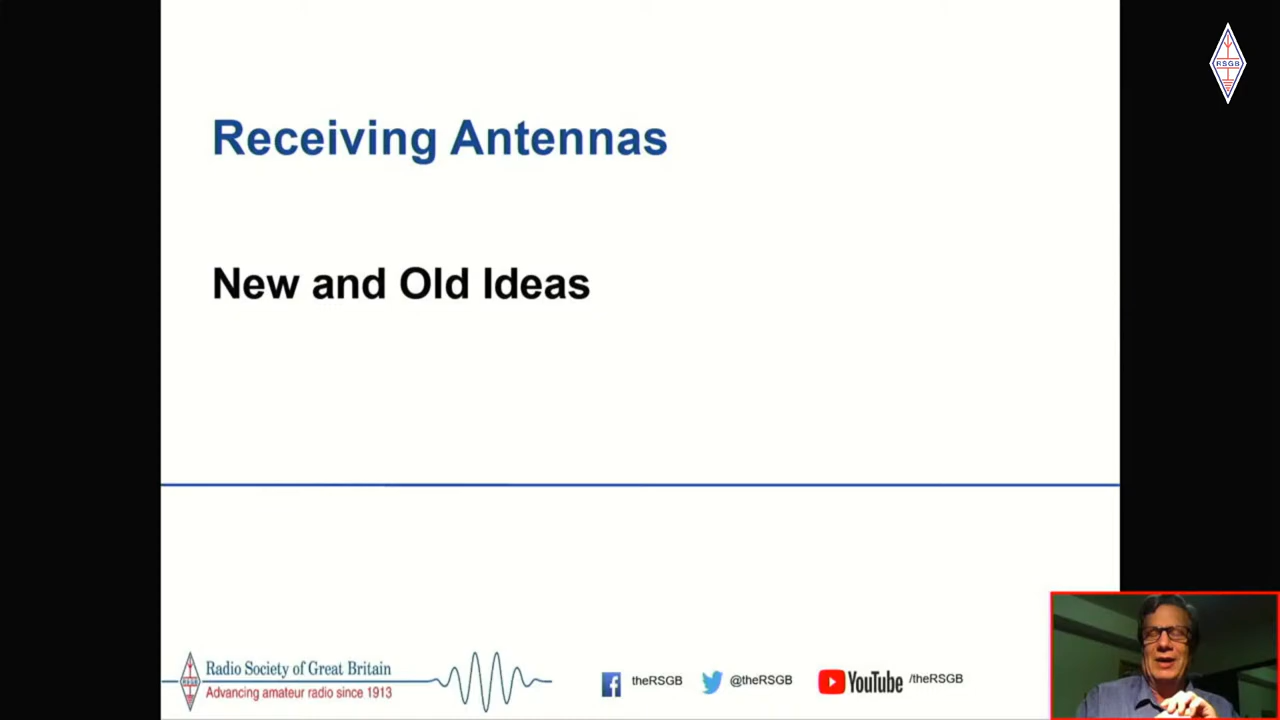 RSGB
Receiving Antennas
New and Old Ideas
RSGB
Radio Society of Great Britain
Advancing amateur radio since 1913
theRSGB
@theRSGB
YouTube /theRSGB